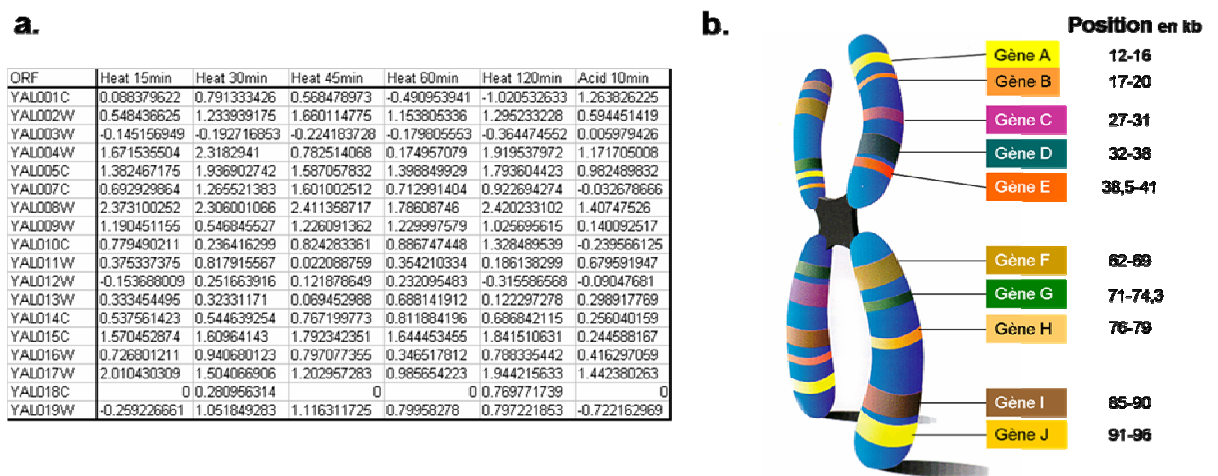 a.
ORF Heat 15min Heat 30min Heat 45min Heat 60min Heat 120min Acid 10min
YAL001C 0.088379622 0.791333426 0.568478973 -0.490953941 -1.020532633 1.263826225
YAL002W 0.548436625 1.233939175 1.660114775 1.153805336 1.295233228 0.594451419
YAL003W -0.145156949 -0.192716853 -0.224183728 -0.179805553 -0.364474552 0.005979426
YAL004W 1.671535504 2.3182941 0.782514068 0.174957079 1.919537972 1.171705008
YAL005C 1.382467175 1.936902742 1.587057832 1.398849929 1.793604423 0.982489832
YAL007C 0.692929864 1.265521383 1.601002512 0.712991404 0.922694274 -0.032678666
YAL008W 2.373100252 2.306001066 2.411358717 1.78608746 2.420233102 1.40747526
YAL009W 1.190451155 0.546845527 1.226091362 1.229997579 1.025695615 0.140092517
YAL010C 0.779490211 0.236416299 0.824283361 0.886747448 1.328489539 -0.239566125
YAL011W 0.375337375 0.817915567 0.022088759 0.354210334 0.186138299 0.679591947
YAL012W -0.153688009 0.251663916 0.121878649 0.232095483 -0.315586568 -0.09047681
YAL013W 0.333454495 0.32331171 0.069452988 0.688141912 0.122297278 0.298917769
YAL014C 0.537561423 0.544639254 0.767199773 0.811884196 0.686842115 0.256040159
YAL015C 1.570452874 1.60964143 1.792342351 1.644453455 1.841510631 0.244588167
YAL016W 0.726801211 0.940680123 0.797077355 0.346517812 0.788335442 0.416297059
YAL017W 2.010430309 1.504066906 1.202957283 0.985654223 1.944215633 1.442380263
YAL018C 0 0.280956314 0 0 0.769771739 0
YAL019W -0.259226661 1.051849283 1.116311725 0.79958278 0.797221853 -0.722162969
b.
Position en kb
Gène A 12-16
Gène B 17-20
Gène C 27-31
Gène D 32-38
Gène E 38,5-41
Gène F 62-69
Gène G 71-74,3
Gène H 76-79
Gène I 85-90
Gène J 91-96